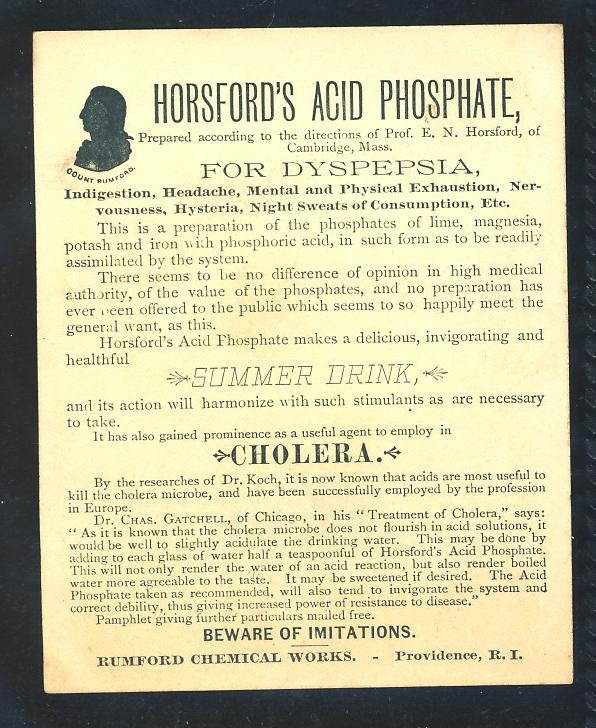 HORSFORD'S ACID PHOSPHATE,
COUNT RUMFORD.
Prepared according to the directions of Prof. E. N. Horsford, of
Cambridge, Mass.
FOR DYSPEPSIA,
Indigestion, Headache, Mental and Physical Exhaustion, Ner-
vousness, Hysteria, Night Sweats of Consumption, Etc.
This is a preparation of the phosphates of lime, magnesia,
potash and iron with phosphoric acid, in such form as to be readily
assimilated by the system.
There seems to be no difference of opinion in high medical
authority, of the value of the phosphates, and no preparation has
ever been offered to the public which seems to so happily meet the
general want, as this.
Horsford's Acid Phosphate makes a delicious, invigorating and
healthful
SUMMER DRINK,
and its action will harmonize with such stimulants as are necessary
to take.
It has also gained prominence as a useful agent to employ in
CHOLERA.
By the researches of Dr. Koch, it is now known that acids are most useful to
kill the cholera microbe, and have been successfully employed by the profession
in Europe.
Dr. CHAS. GATCHELL, of Chicago, in his "Treatment of Cholera," says:
"As it is known that the cholera microbe does not flourish in acid solutions, it
would be well to slightly acidulate the drinking water. This may be done by
adding to each glass of water half a teaspoonful of Horsford's Acid Phosphate.
This will not only render the water of an acid reaction, but also render boiled
water more agreeable to the taste. It may be sweetened if desired. The Acid
Phosphate taken as recommended, will also tend to invigorate the system and
correct debility, thus giving increased power of resistance to disease."
Pamphlet giving further particulars mailed free.
BEWARE OF IMITATIONS.
RUMFORD CHEMICAL WORKS. - Providence, R. I.